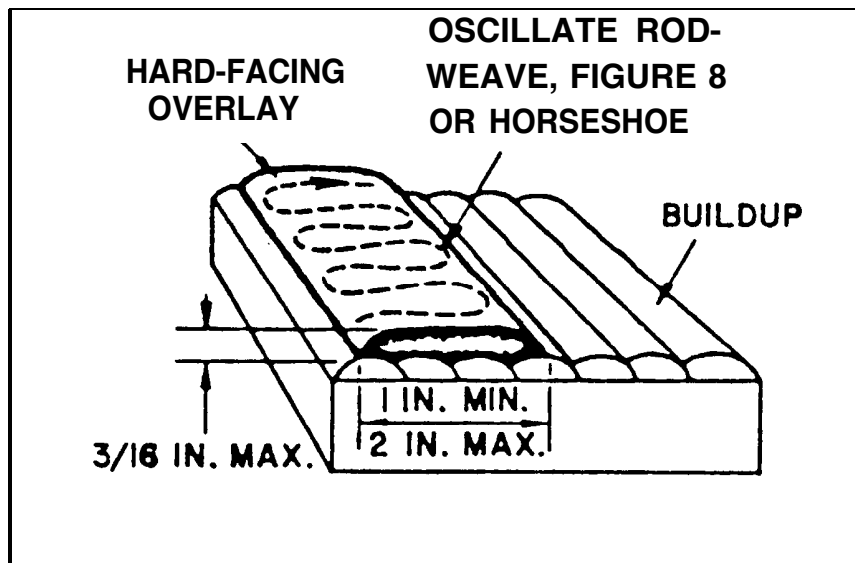 HARD-FACING
OVERLAY
OSCILLATE ROD-
WEAVE, FIGURE 8
OR HORSESHOE
BUILDUP
1 IN. MIN.
2 IN. MAX.
3/16 IN. MAX.